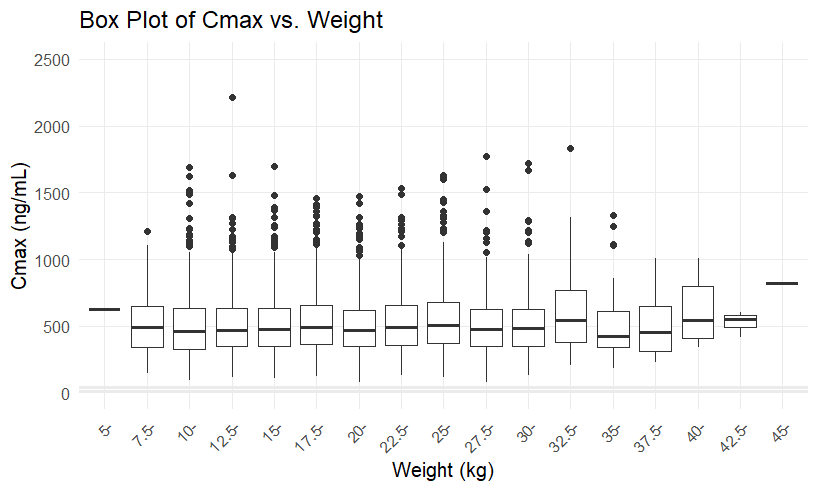 Box Plot of Cmax vs. Weight
Cmax (ng/mL)
2500
2000
1500
1000
500
0
5- 7.5- 10- 12.5- 15- 17.5- 20- 22.5- 25- 27.5- 30- 32.5- 35- 37.5- 40- 42.5- 45-
Weight (kg)